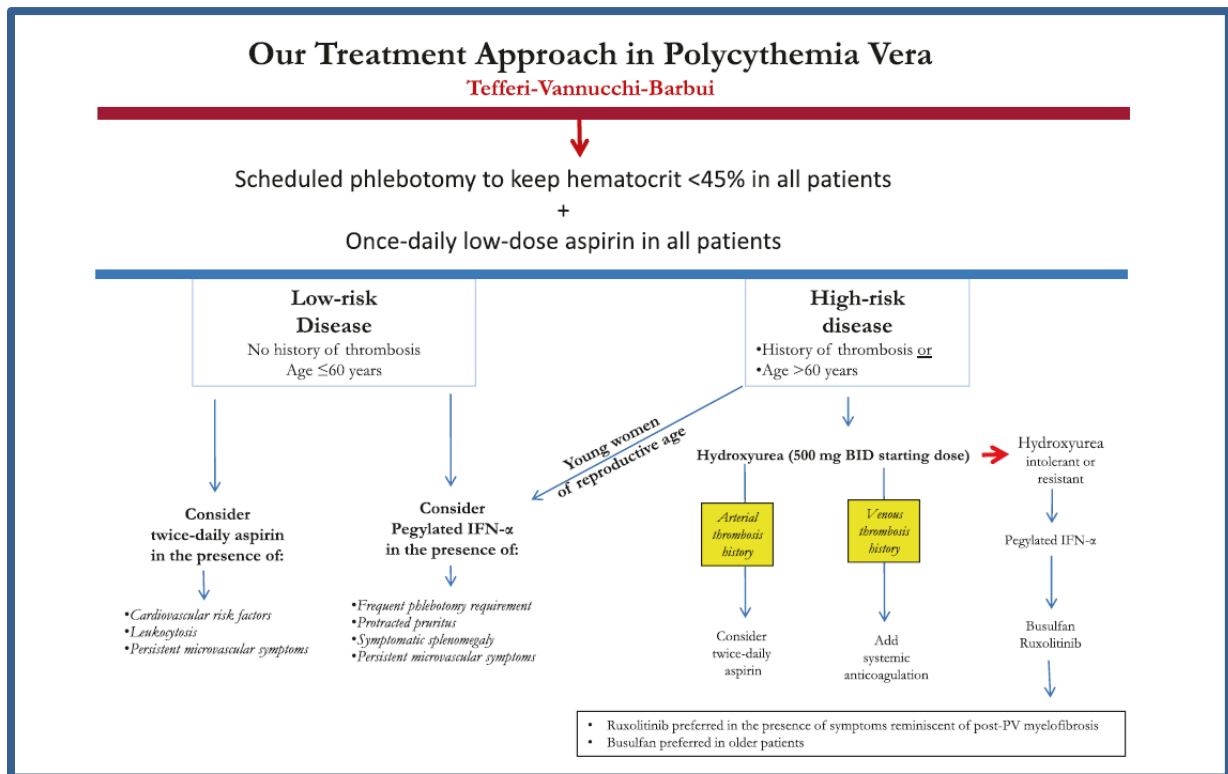 Our Treatment Approach in Polycythemia Vera
Tefferi-Vannucchi-Barbui
Scheduled phlebotomy to keep hematocrit <45% in all patients
+
Once-daily low-dose aspirin in all patients
Low-risk
Disease
No history of thrombosis
Age ≤60 years
High-risk
disease
•History of thrombosis or
•Age >60 years
Young women
of reproductive age
Consider
twice-daily aspirin
in the presence of:
•Cardiovascular risk factors
•Leukocytosis
•Persistent microvascular symptoms
Consider
Pegylated IFN-α
in the presence of:
•Frequent phlebotomy requirement
•Protracted pruritus
•Symptomatic splenomegaly
•Persistent microvascular symptoms
Hydroxyurea (500 mg BID starting dose)
Arterial
thrombosis
history
Consider
twice-daily
aspirin
Venous
thrombosis
history
Add
systemic
anticoagulation
Hydroxyurea
intolerant or
resistant
Pegylated IFN-α
Busulfan
Ruxolitinib
• Ruxolitinib preferred in the presence of symptoms reminiscent of post-PV myelofibrosis
• Busulfan preferred in older patients